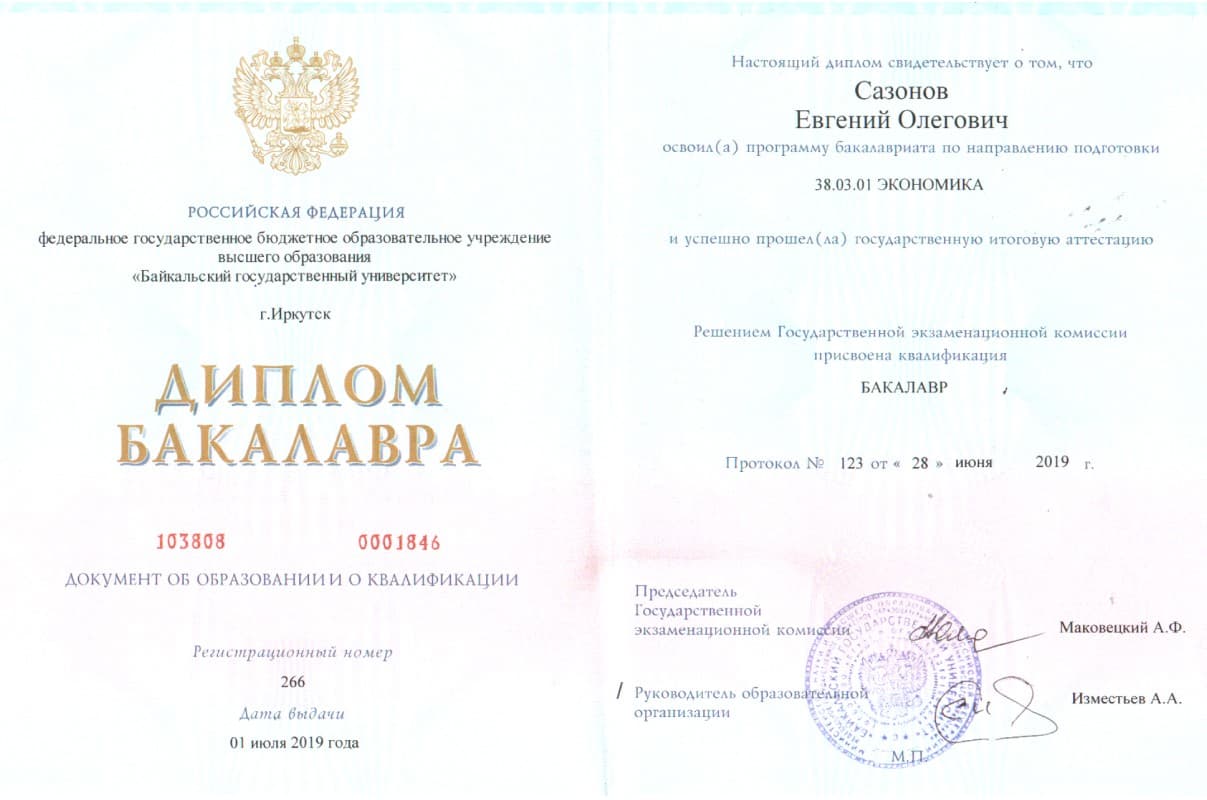 РОССИЙСКАЯ ФЕДЕРАЦИЯ
федеральное государственное бюджетное образовательное учреждение
высшего образования
«Байкальский государственный университет»
г.Иркутск
ДИПЛОМ
БАКАЛАВРА
103808 0001846
ДОКУМЕНТ ОБ ОБРАЗОВАНИИ И О КВАЛИФИКАЦИИ
Регистрационный номер
266
Дата выдачи
01 июля 2019 года
Настоящий диплом свидетельствует о том, что
Сазонов
Евгений Олегович
освоил(а) программу бакалавриата по направлению подготовки
38.03.01 ЭКОНОМИКА
и успешно прошел(ла) государственную итоговую аттестацию
Решением Государственной экзаменационной комиссии
присвоена квалификация
БАКАЛАВР
Протокол № 123 от « 28 » июня 2019 г.
Председатель
Государственной
экзаменационной комиссии
Маковецкий А.Ф.
/ Руководитель образовательной
организации
Изместьев А.А.
М.П.